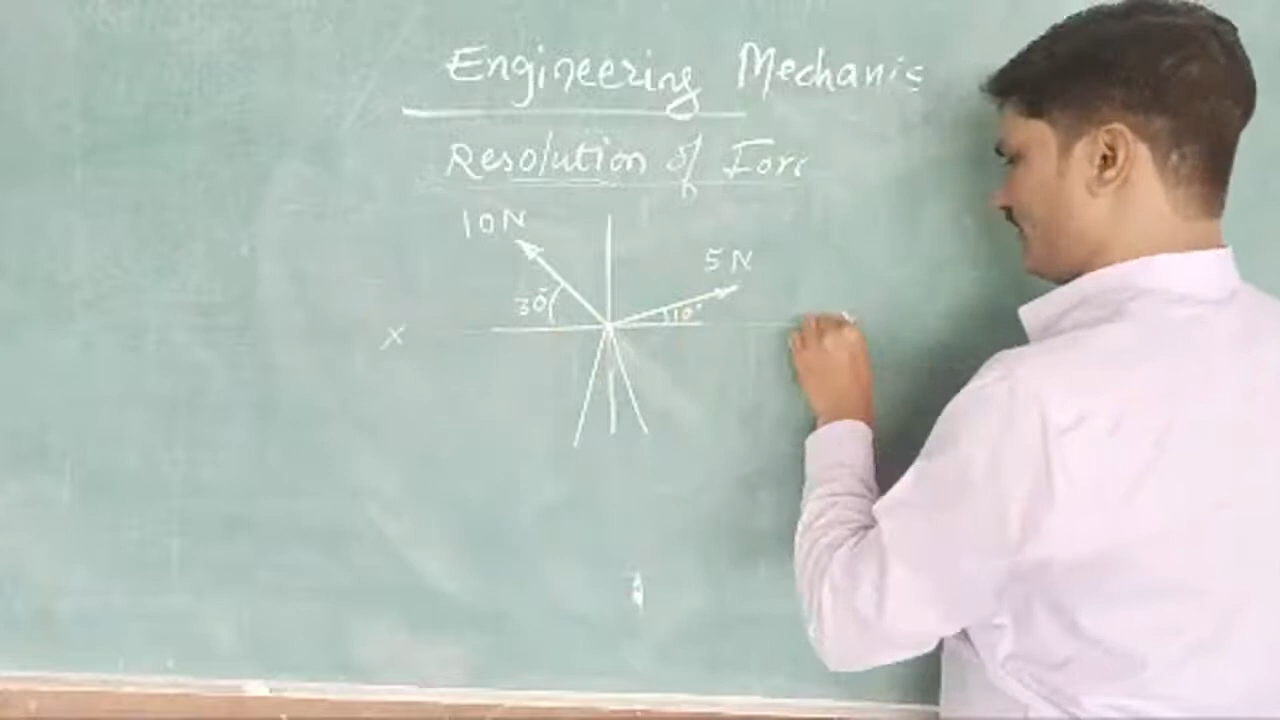 Engineering Mechanis
Resolution of Forc
10N
5N
30°
10°
X